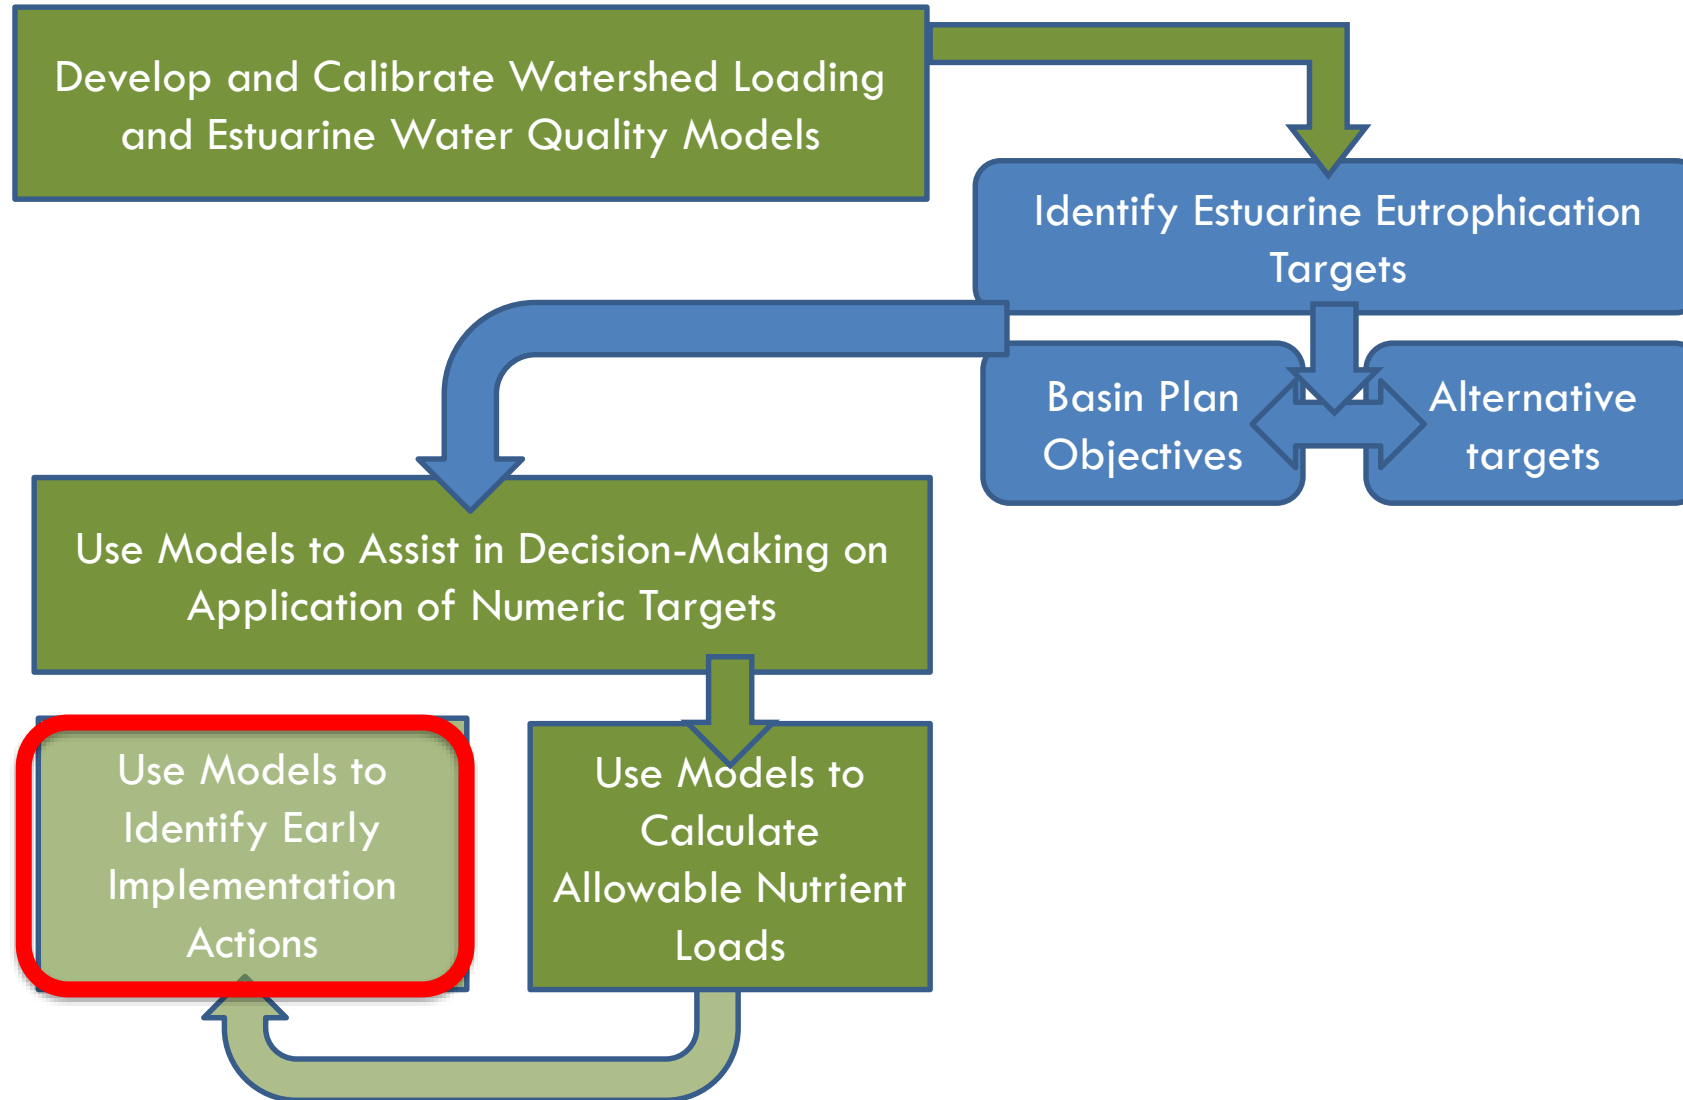 Develop and Calibrate Watershed Loading
and Estuarine Water Quality Models
Identify Estuarine Eutrophication
Targets
Basin Plan
Objectives
Alternative
targets
Use Models to Assist in Decision-Making on
Application of Numeric Targets
Use Models to
Identify Early
Implementation
Actions
Use Models to
Calculate
Allowable Nutrient
Loads